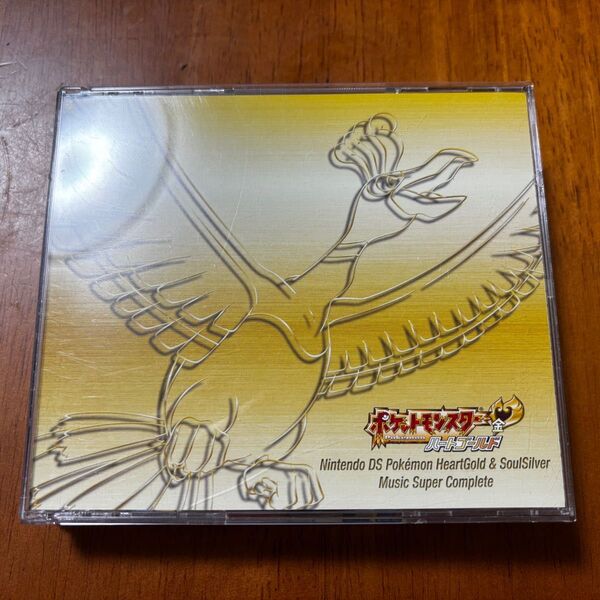 ポケットモンスター
Pokémon
金
ハートゴールド
Nintendo DS Pokémon HeartGold & SoulSilver
Music Super Complete